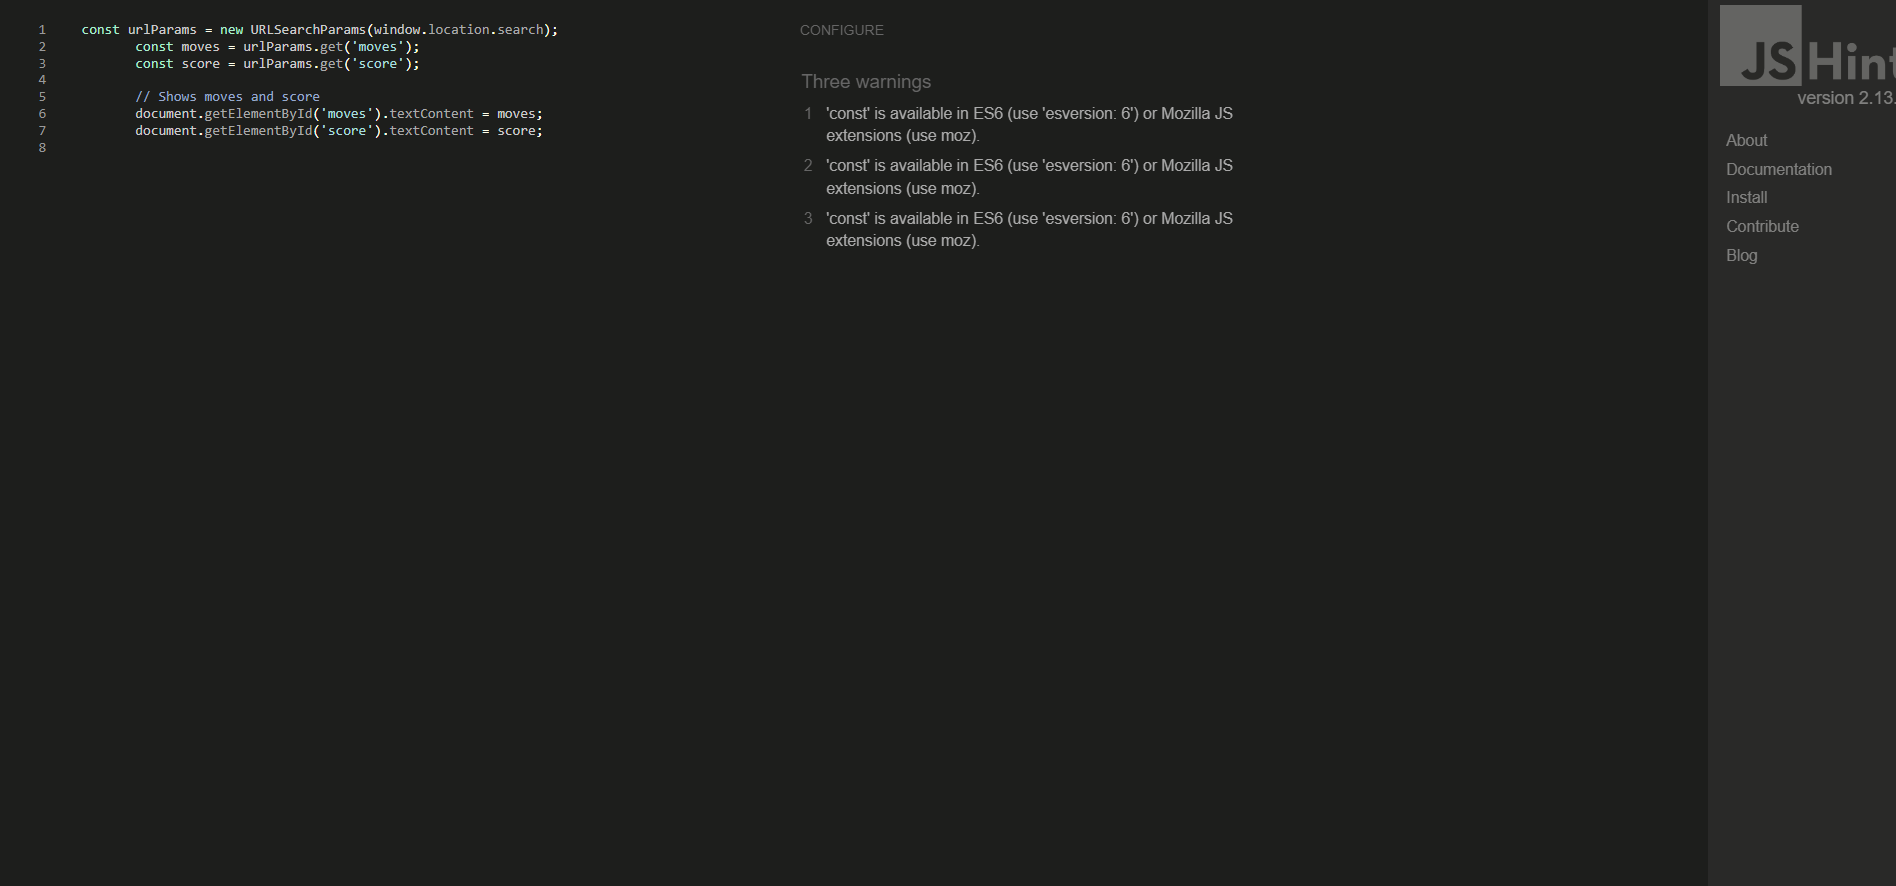 1 const urlParams = new URLSearchParams(window.location.search);
2 const moves = urlParams.get('moves');
3 const score = urlParams.get('score');
4
5 // Shows moves and score
6 document.getElementById('moves').textContent = moves;
7 document.getElementById('score').textContent = score;
8
CONFIGURE
Three warnings
1 'const' is available in ES6 (use 'esversion: 6') or Mozilla JS
extensions (use moz).
2 'const' is available in ES6 (use 'esversion: 6') or Mozilla JS
extensions (use moz).
3 'const' is available in ES6 (use 'esversion: 6') or Mozilla JS
extensions (use moz).
JSHint
version 2.13.
About
Documentation
Install
Contribute
Blog